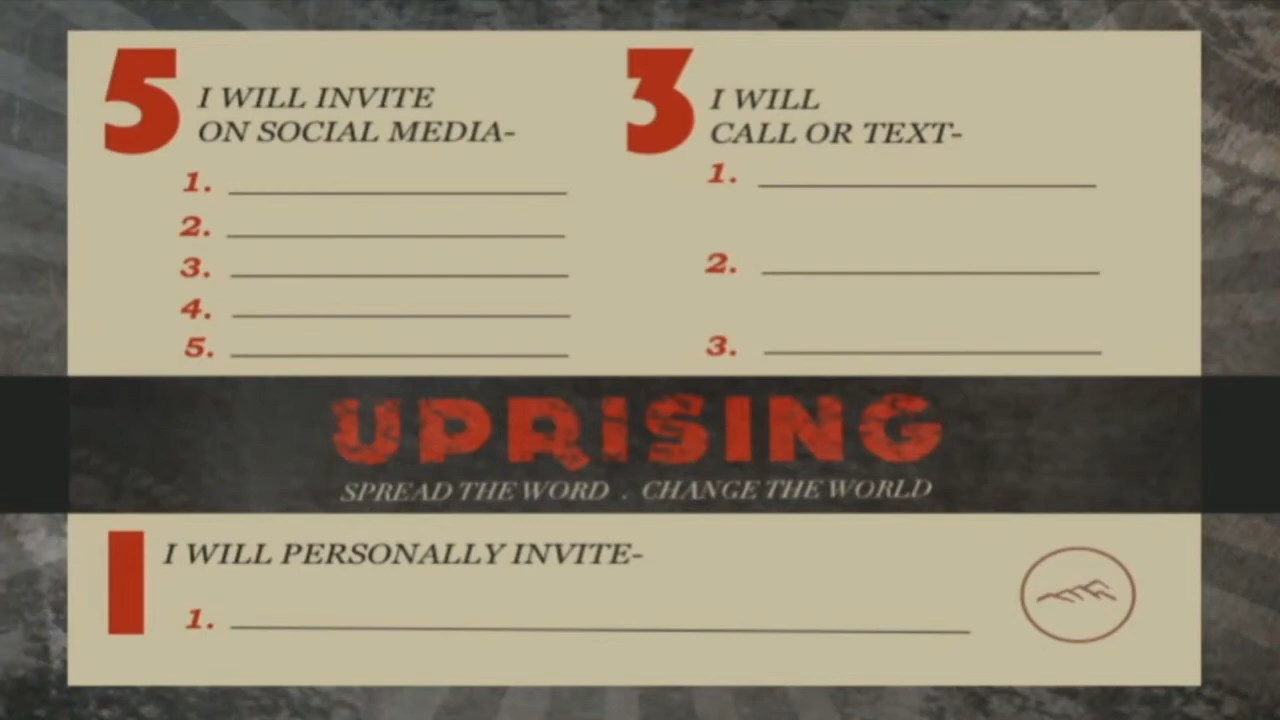 5
I WILL INVITE
ON SOCIAL MEDIA-
1.
2.
3.
4.
5.
3
I WILL
CALL OR TEXT-
1.
2.
3.
UPRiSING
SPREAD THE WORD . CHANGE THE WORLD
1
I WILL PERSONALLY INVITE-
1.